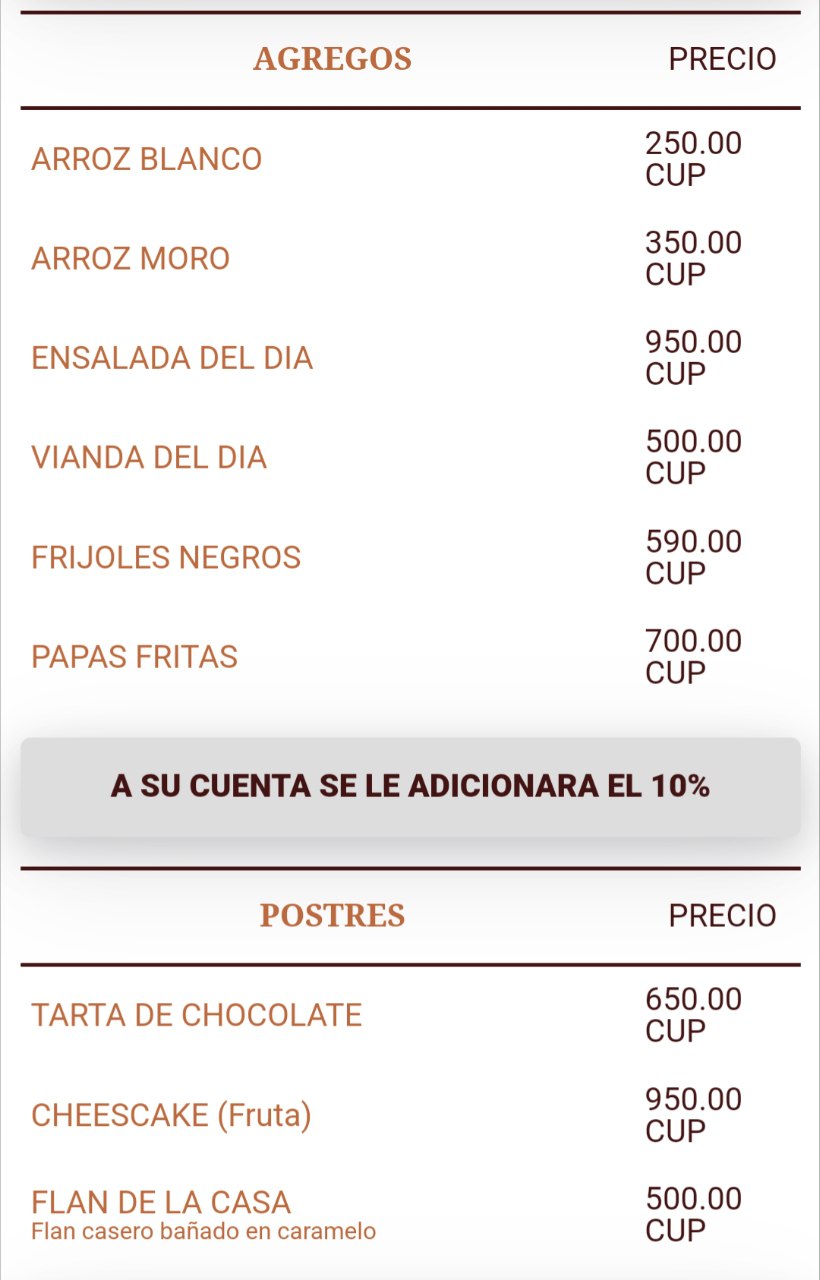 AGREGOS PRECIO
ARROZ BLANCO 250.00
CUP
ARROZ MORO 350.00
CUP
ENSALADA DEL DIA 950.00
CUP
VIANDA DEL DIA 500.00
CUP
FRIJOLES NEGROS 590.00
CUP
PAPAS FRITAS 700.00
CUP
A SU CUENTA SE LE ADICIONARA EL 10%
POSTRES PRECIO
TARTA DE CHOCOLATE 650.00
CUP
CHEESCAKE (Fruta) 950.00
CUP
FLAN DE LA CASA 500.00
Flan casero bañado en caramelo CUP